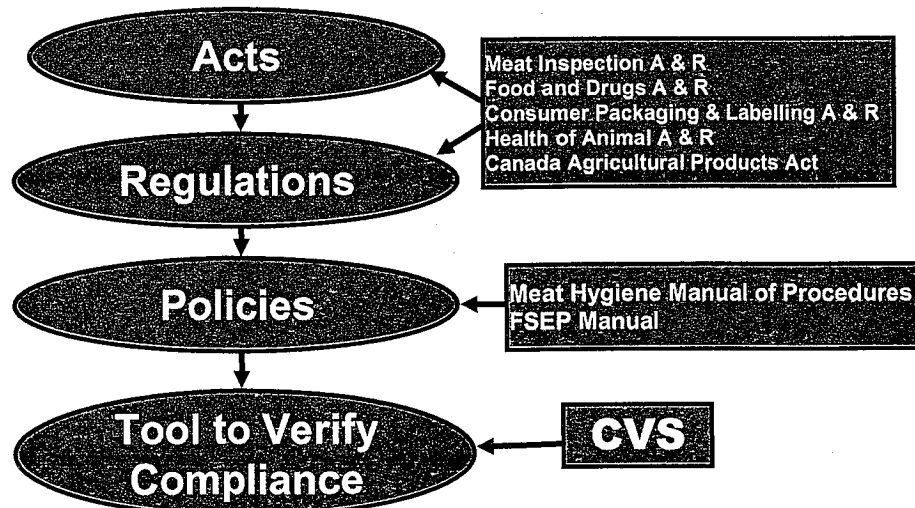 Acts
Meat Inspection A & R
Food and Drugs A & R
Consumer Packaging & Labelling A & R
Health of Animal A & R
Canada Agricultural Products Act
Regulations
Policies
Meat Hygiene Manual of Procedures
FSEP Manual
Tool to Verify
Compliance
CVS